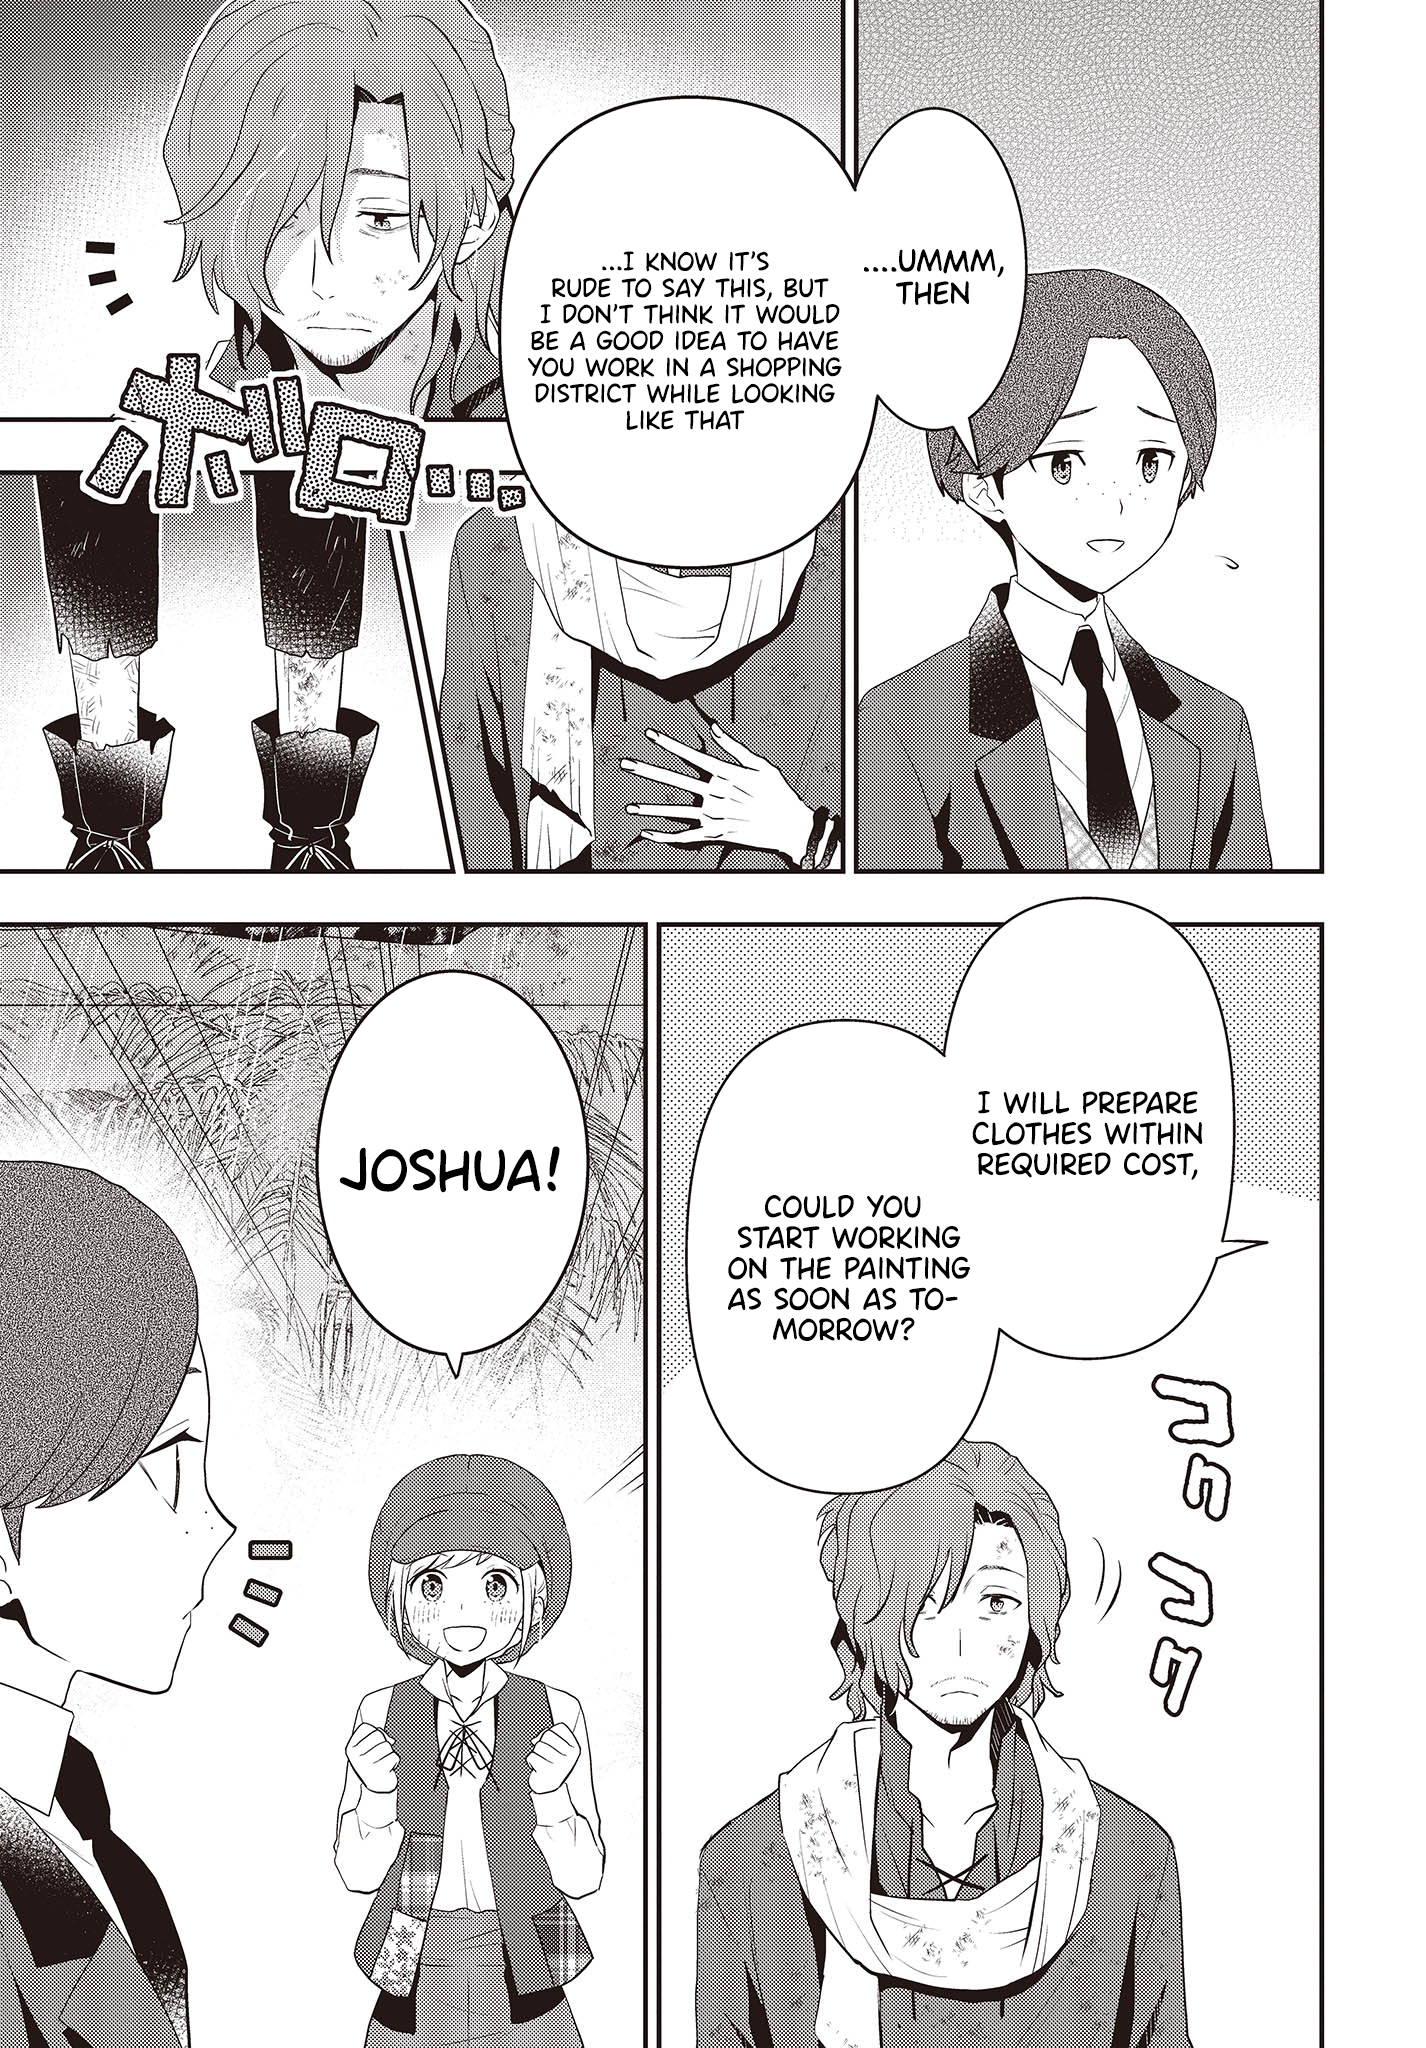 ....UMMM,
THEN
...I KNOW IT'S
RUDE TO SAY THIS, BUT
I DON'T THINK IT WOULD
BE A GOOD IDEA TO HAVE
YOU WORK IN A SHOPPING
DISTRICT WHILE LOOKING
LIKE THAT
ボロ...
I WILL PREPARE
CLOTHES WITHIN
REQUIRED COST,
COULD YOU
START WORKING
ON THE PAINTING
AS SOON AS TO-
MORROW?
コク
コク
JOSHUA!